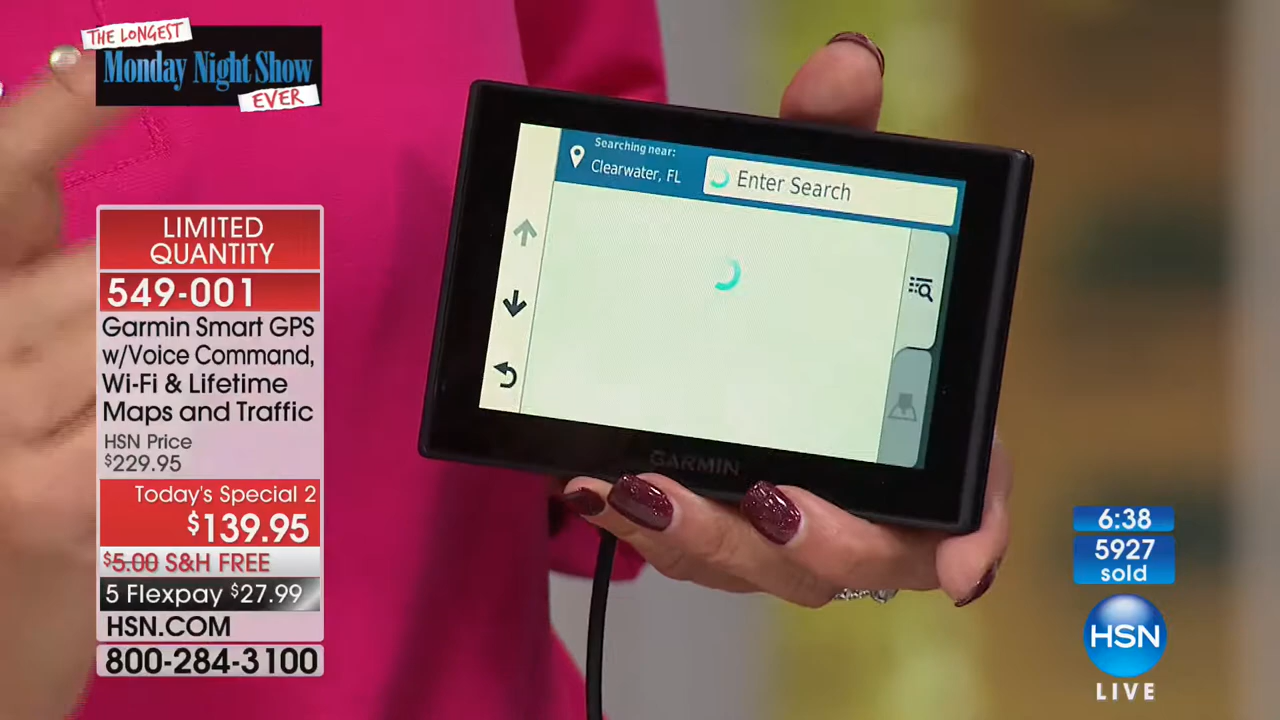 THE LONGEST
Monday Night Show
EVER
LIMITED
QUANTITY
549-001
Garmin Smart GPS
w/Voice Command,
Wi-Fi & Lifetime
Maps and Traffic
HSN Price
$229.95
Today's Special 2
$139.95
$5.00 S&H FREE
5 Flexpay $27.99
HSN.COM
800-284-3100
Searching near:
Clearwater, FL
Enter Search
GARMIN
6:38
5927
sold
HSN
LIVE